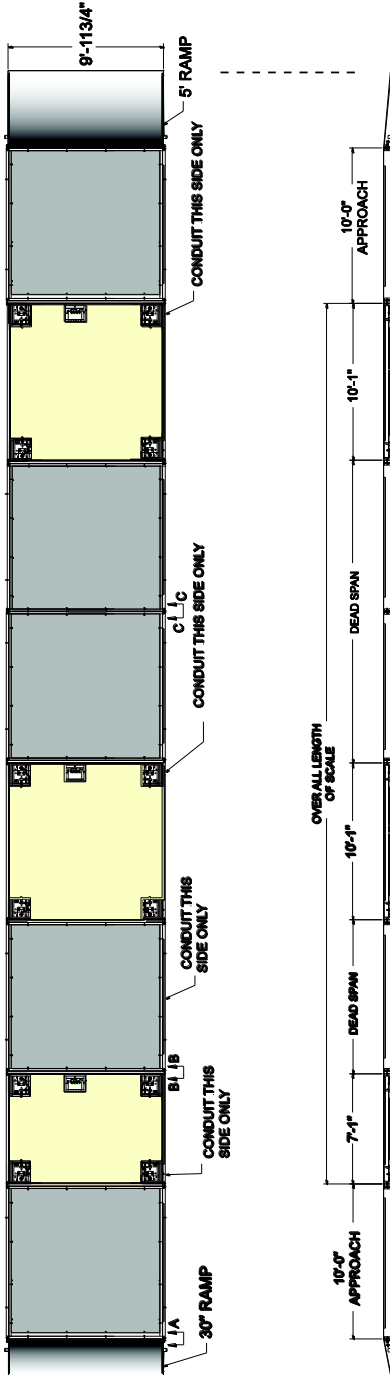 9'-113/4"
30" RAMP
A
CONDUIT THIS
SIDE ONLY
B B
CONDUIT THIS
SIDE ONLY
CONDUIT THIS SIDE ONLY
C C
CONDUIT THIS SIDE ONLY
5' RAMP
10'-0"
APPROACH
7'-1"
DEAD SPAN
10'-1"
OVER ALL LENGTH
OF SCALE
DEAD SPAN
10'-1"
10'-0"
APPROACH